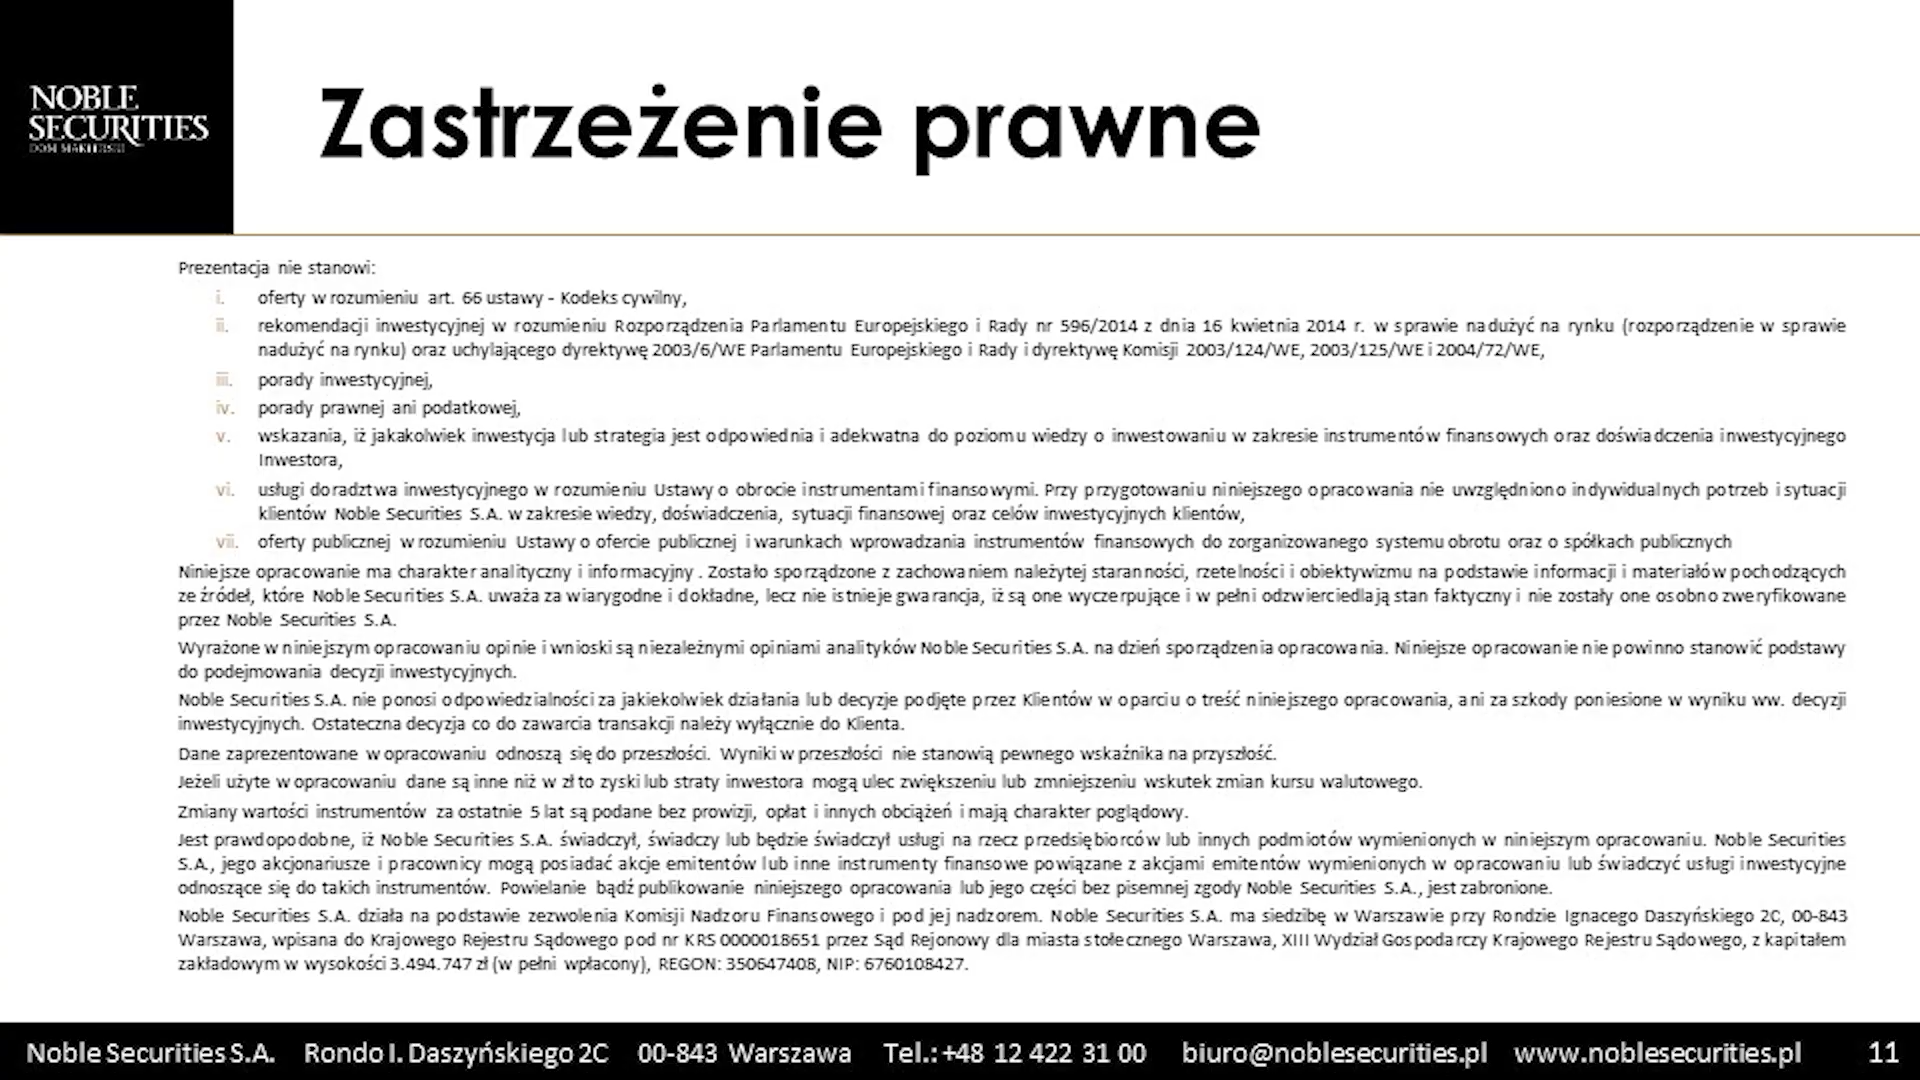 NOBLE
SECURITIES
DOM MAKLERSKI
Zastrzeżenie prawne
Prezentacja nie stanowi:
i. oferty w rozumieniu art. 66 ustawy - Kodeks cywilny,
ii. rekomendacji inwestycyjnej w rozumieniu Rozporządzenia Parlamentu Europejskiego i Rady nr 596/2014 z dnia 16 kwietnia 2014 r. w sprawie nadużyć na rynku (rozporządzenie w sprawie
nadużyć na rynku) oraz uchylającego dyrektywę 2003/6/WE Parlamentu Europejskiego i Rady i dyrektywę Komisji 2003/124/WE, 2003/125/WE i 2004/72/WE,
iii. porady inwestycyjnej,
iv. porady prawnej ani podatkowej,
v. wskazania, iż jakakolwiek inwestycja lub strategia jest odpowiednia i adekwatna do poziomu wiedzy o inwestowaniu w zakresie instrumentów finansowych oraz doświadczenia inwestycyjnego
Inwestora,
vi. usługi doradztwa inwestycyjnego w rozumieniu Ustawy o obrocie instrumentami finansowymi. Przy przygotowaniu niniejszego opracowania nie uwzględniono indywidualnych potrzeb i sytuacji
klientów Noble Securities S.A. w zakresie wiedzy, doświadczenia, sytuacji finansowej oraz celów inwestycyjnych klientów,
vii. oferty publicznej w rozumieniu Ustawy o ofercie publicznej i warunkach wprowadzania instrumentów finansowych do zorganizowanego systemu obrotu oraz o spółkach publicznych
Niniejsze opracowanie ma charakter analityczny i informacyjny . Zostało sporządzone z zachowaniem należytej staranności, rzetelności i obiektywizmu na podstawie informacji i materiałów pochodzących
ze źródeł, które Noble Securities S.A. uważa za wiarygodne i dokładne, lecz nie istnieje gwarancja, iż są one wyczerpujące i w pełni odzwierciedlają stan faktyczny i nie zostały one osobno zweryfikowane
przez Noble Securities S.A.
Wyrażone w niniejszym opracowaniu opinie i wnioski są niezależnymi opiniami analityków Noble Securities S.A. na dzień sporządzenia opracowania. Niniejsze opracowanie nie powinno stanowić podstawy
do podejmowania decyzji inwestycyjnych.
Noble Securities S.A. nie ponosi odpowiedzialności za jakiekolwiek działania lub decyzje podjęte przez Klientów w oparciu o treść niniejszego opracowania, ani za szkody poniesione w wyniku ww. decyzji
inwestycyjnych. Ostateczna decyzja co do zawarcia transakcji należy wyłącznie do Klienta.
Dane zaprezentowane w opracowaniu odnoszą się do przeszłości. Wyniki w przeszłości nie stanowią pewnego wskaźnika na przyszłość.
Jeżeli użyte w opracowaniu dane są inne niż w zł to zyski lub straty inwestora mogą ulec zwiększeniu lub zmniejszeniu wskutek zmian kursu walutowego.
Zmiany wartości instrumentów za ostatnie 5 lat są podane bez prowizji, opłat i innych obciążeń i mają charakter poglądowy.
Jest prawdopodobne, iż Noble Securities S.A. świadczył, świadczy lub będzie świadczył usługi na rzecz przedsiębiorców lub innych podmiotów wymienionych w niniejszym opracowaniu. Noble Securities
S.A., jego akcjonariusze i pracownicy mogą posiadać akcje emitentów lub inne instrumenty finansowe powiązane z akcjami emitentów wymienionych w opracowaniu lub świadczyć usługi inwestycyjne
odnoszące się do takich instrumentów. Powielanie bądź publikowanie niniejszego opracowania lub jego części bez pisemnej zgody Noble Securities S.A., jest zabronione.
Noble Securities S.A. działa na podstawie zezwolenia Komisji Nadzoru Finansowego i pod jej nadzorem. Noble Securities S.A. ma siedzibę w Warszawie przy Rondzie Ignacego Daszyńskiego 2C, 00-843
Warszawa, wpisana do Krajowego Rejestru Sądowego pod nr KRS 0000018651 przez Sąd Rejonowy dla miasta stołecznego Warszawa, XIII Wydział Gospodarczy Krajowego Rejestru Sądowego, z kapitałem
zakładowym w wysokości 3.494.747 zł (w pełni wpłacony), REGON: 350647408, NIP: 6760108427.
Noble Securities S.A. Rondo I. Daszyńskiego 2C 00-843 Warszawa Tel.: +48 12 422 31 00 biuro@noblesecurities.pl www.noblesecurities.pl 11